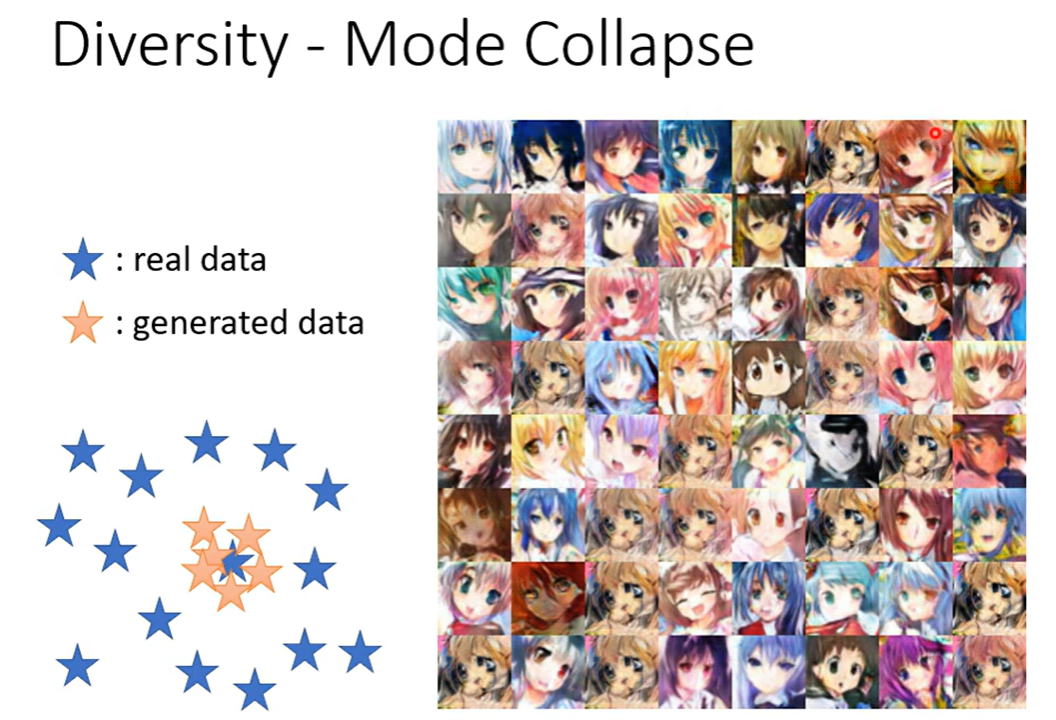 Diversity - Mode Collapse
: real data
: generated data